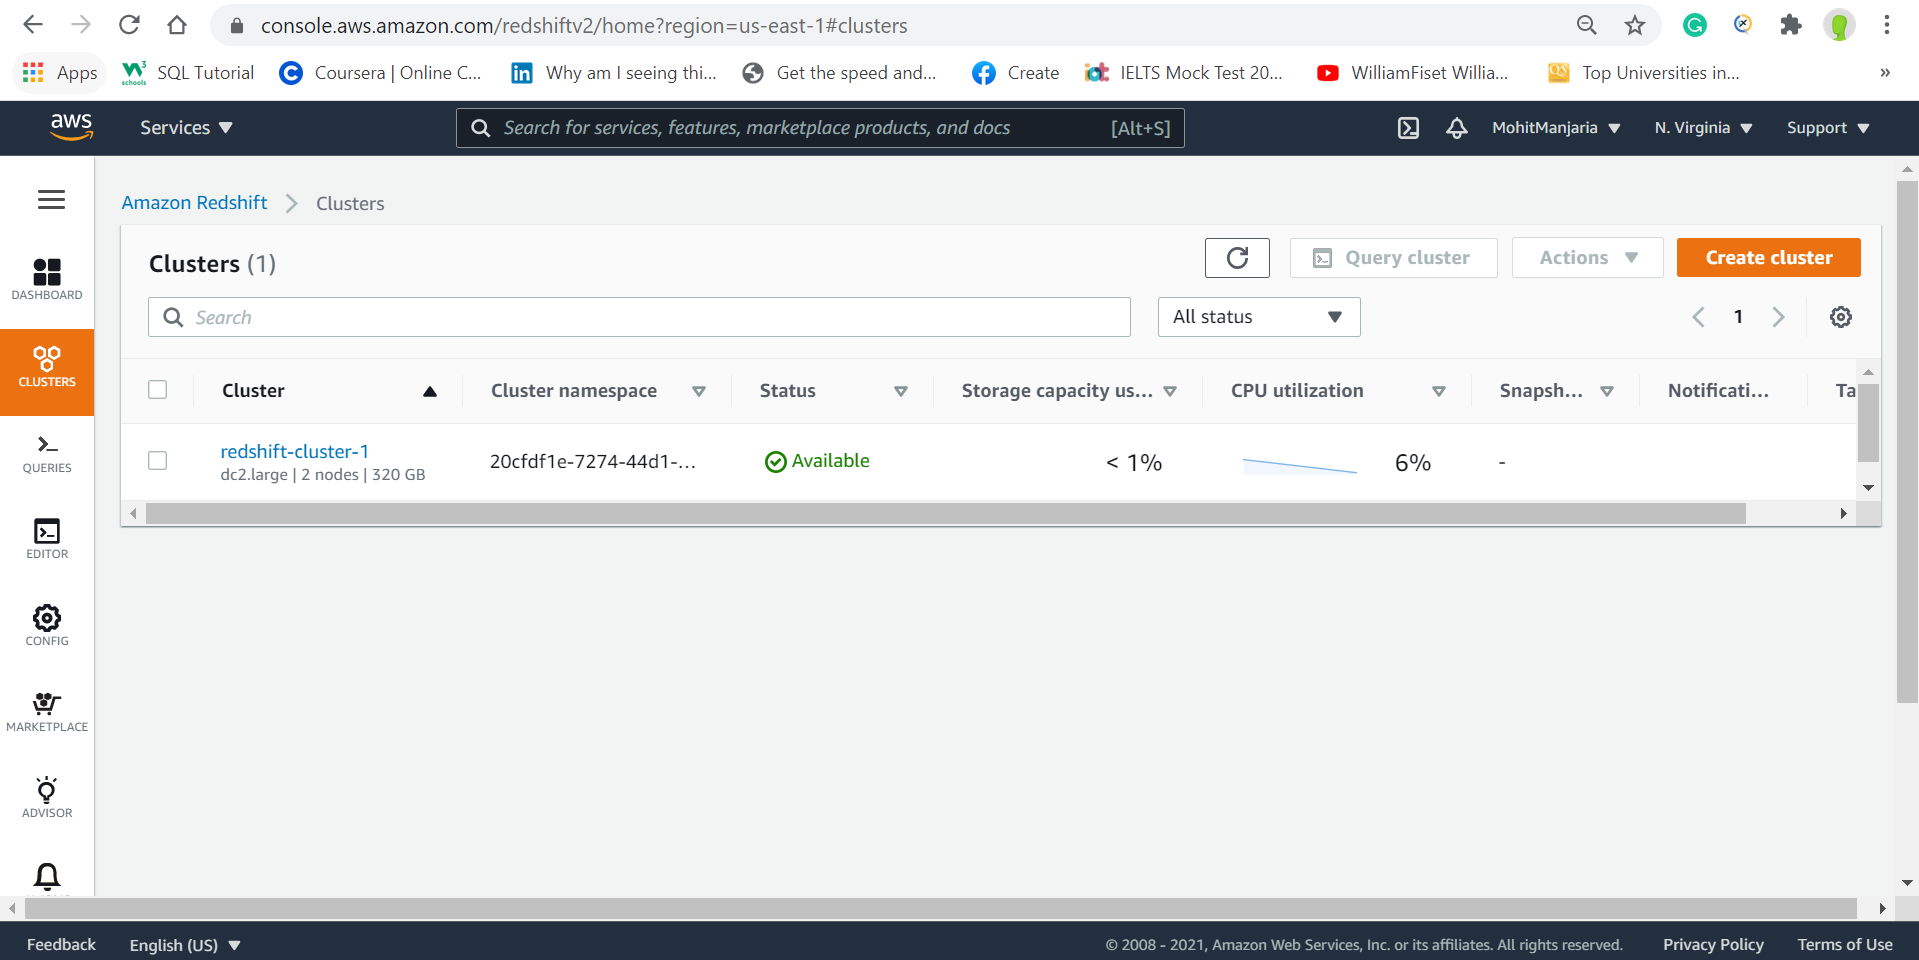 console.aws.amazon.com/redshiftv2/home?region=us-east-1#clusters
Apps W3 schools SQL Tutorial Coursera | Online C... Why am I seeing thi... Get the speed and... Create IELTS Mock Test 20... WilliamFiset Willia... QS Top Universities in... »
aws Services Search for services, features, marketplace products, and docs [Alt+S] MohitManjaria N. Virginia Support
Amazon Redshift Clusters
Clusters (1) Query cluster Actions Create cluster
Search All status 1
Cluster Cluster namespace Status Storage capacity us... CPU utilization Snapsh... Notificati... Ta
redshift-cluster-1 20cfdf1e-7274-44d1-... Available < 1% 6% -
dc2.large | 2 nodes | 320 GB
DASHBOARD
CLUSTERS
QUERIES
EDITOR
CONFIG
MARKETPLACE
ADVISOR
Feedback English (US) © 2008 - 2021, Amazon Web Services, Inc. or its affiliates. All rights reserved. Privacy Policy Terms of Use